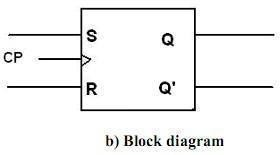 S Q
CP
R Q'
b) Block diagram